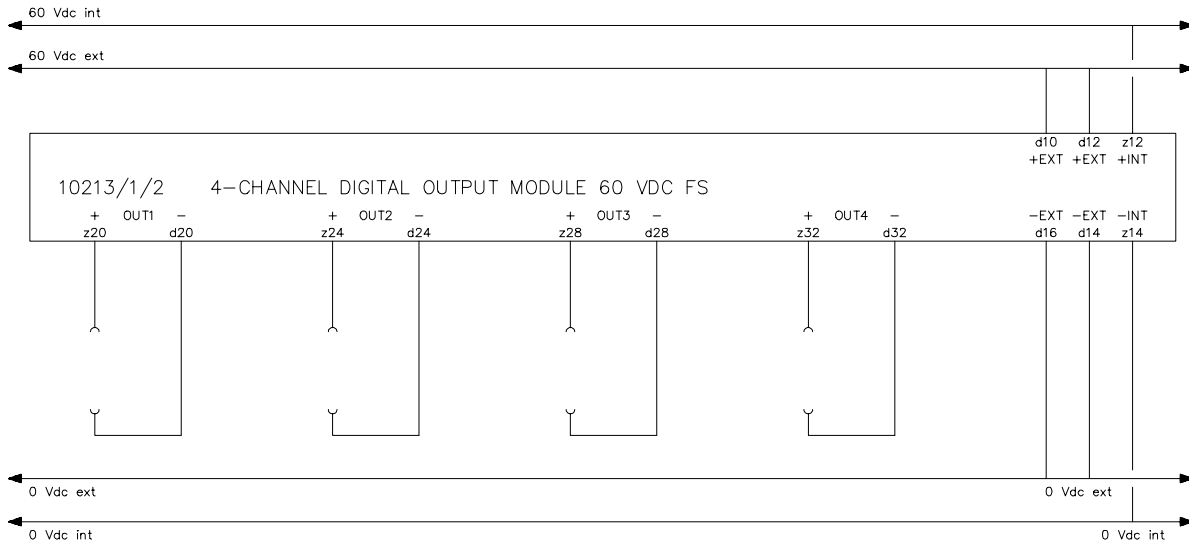 60 Vdc int
60 Vdc ext
d10 d12 z12
+EXT +EXT +INT
10213/1/2 4-CHANNEL DIGITAL OUTPUT MODULE 60 VDC FS
+ OUT1 - + OUT2 - + OUT3 - + OUT4 - -EXT -EXT -INT
z20 d20 z24 d24 z28 d28 z32 d32 d16 d14 z14
0 Vdc ext 0 Vdc ext
0 Vdc int 0 Vdc int